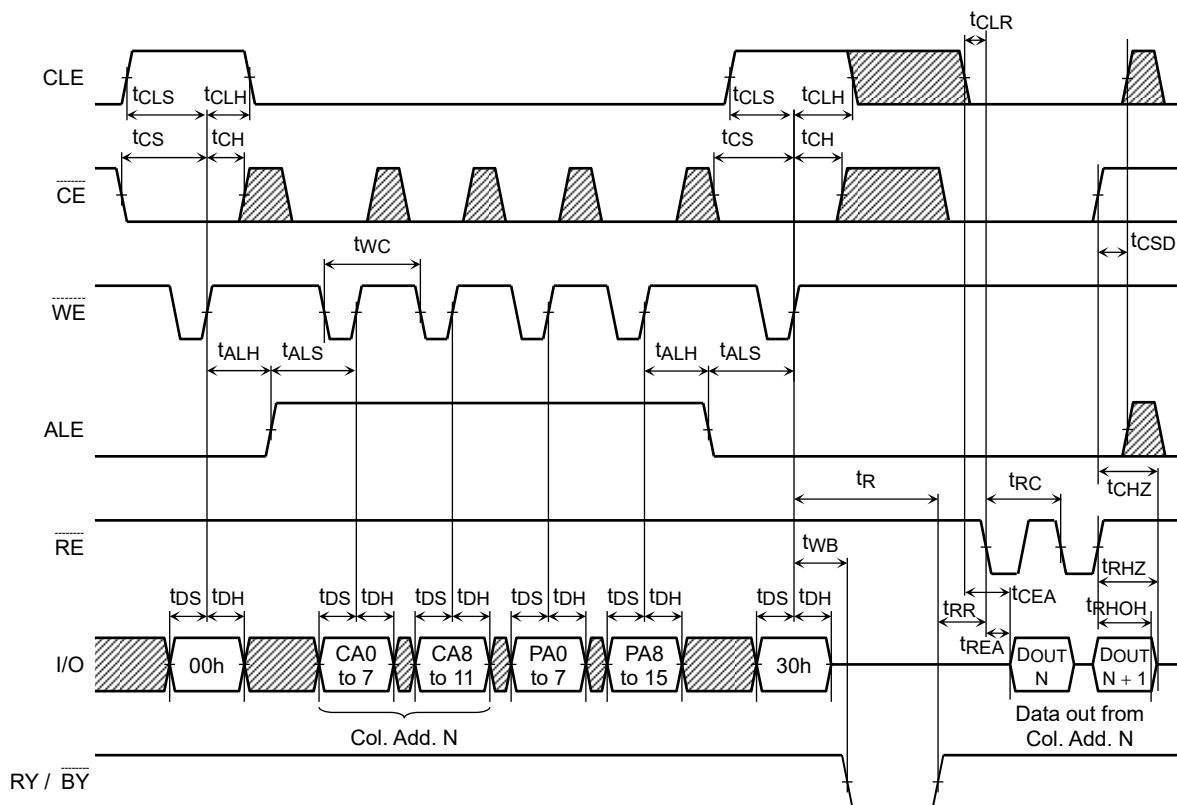 tCLR
CLE
tCLS tCLH tCLS tCLH
tCS tCH tCS tCH
CE
tWC tCSD
WE
tALH tALS tALH tALS
ALE
tR tRC tCHZ
RE
tWB tRHZ
tDS tDH tDS tDH tDS tDH tDS tDH tDS tDH tDS tDH tRR tCEA tRHOH
tREA
I/O 00h CA0 to 7 CA8 to 11 PA0 to 7 PA8 to 15 30h DOUT N DOUT N + 1
Col. Add. N
Data out from
Col. Add. N
RY / BY